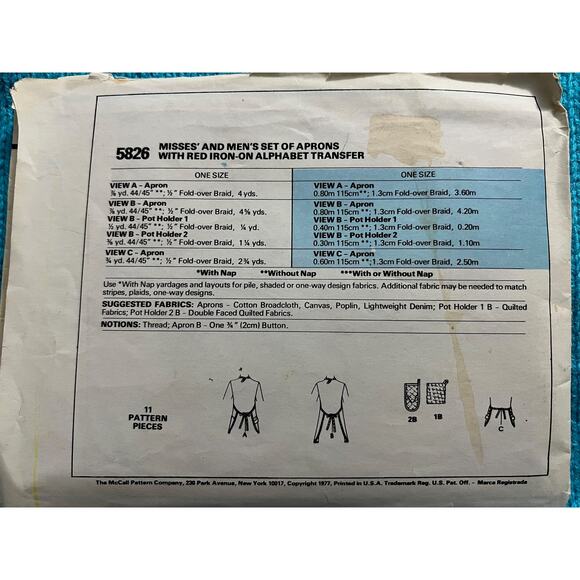 5826 MISSES' AND MEN'S SET OF APRONS
WITH RED IRON-ON ALPHABET TRANSFER
ONE SIZE
VIEW A – Apron
⅞ yd. 44/45" **; ½" Fold-over Braid, 4 yds.
VIEW B – Apron
⅞ yd. 44/45" **; ½" Fold-over Braid, 4⅝ yds.
VIEW B – Pot Holder 1
½ yd. 44/45" **; ½" Fold-over Braid, ¼ yd.
VIEW B – Pot Holder 2
⅜ yd. 44/45" **; ½" Fold-over Braid, 1¼ yds.
VIEW C – Apron
¾ yd. 44/45" **; ½" Fold-over Braid, 2¾ yds.
ONE SIZE
VIEW A – Apron
0.80m 115cm**; 1.3cm Fold-over Braid, 3.60m
VIEW B – Apron
0.80m 115cm **; 1.3cm Fold-over Braid, 4.20m
VIEW B – Pot Holder 1
0.40m 115cm **; 1.3cm Fold-over Braid, 0.20m
VIEW B – Pot Holder 2
0.30m 115cm **; 1.3cm Fold-over Braid, 1.10m
VIEW C – Apron
0.60m 115cm **; 1.3cm Fold-over Braid, 2.50m
*With Nap **Without Nap ***With or Without Nap
Use *With Nap yardages and layouts for pile, shaded or one-way design fabrics. Additional fabric may be needed to match
stripes, plaids, one-way designs.
SUGGESTED FABRICS: Aprons – Cotton Broadcloth, Canvas, Poplin, Lightweight Denim; Pot Holder 1 B – Quilted
Fabrics; Pot Holder 2 B – Double Faced Quilted Fabrics.
NOTIONS: Thread; Apron B – One ¾" (2cm) Button.
11
PATTERN
PIECES
A
B
2B
1B
C
The McCall Pattern Company, 230 Park Avenue, New York 10017, Copyright 1977, Printed in U.S.A. Trademark Reg. U.S. Pat. Off. – Marca Registrada